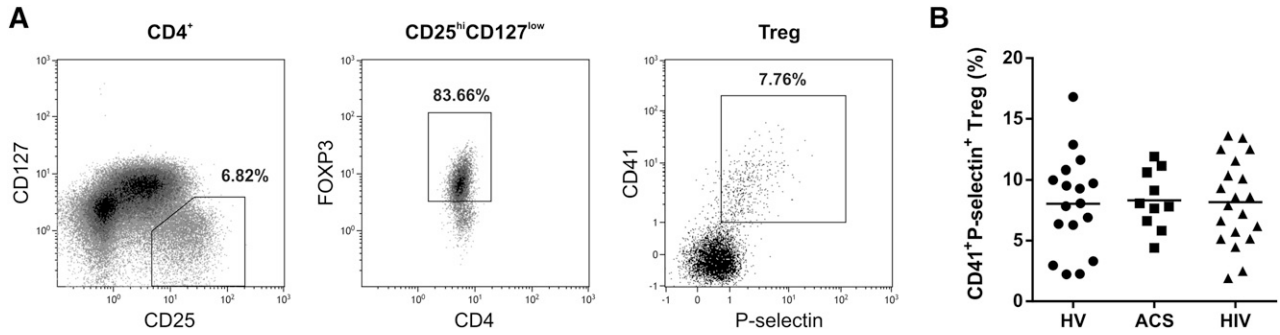 A
CD4⁺
CD25ʰⁱCD127ˡᵒʷ
Treg
B
10³
10²
10¹
10⁰
CD127
6.82%
10⁰ 10¹ 10² 10³
CD25
10³
10²
10¹
10⁰
FOXP3
83.66%
10⁰ 10¹ 10² 10³
CD4
10³
10²
10¹
1
0
-1
CD41
7.76%
-1 0 1 10¹ 10² 10³
P-selectin
CD41⁺P-selectin⁺ Treg (%)
20
15
10
5
0
HV ACS HIV